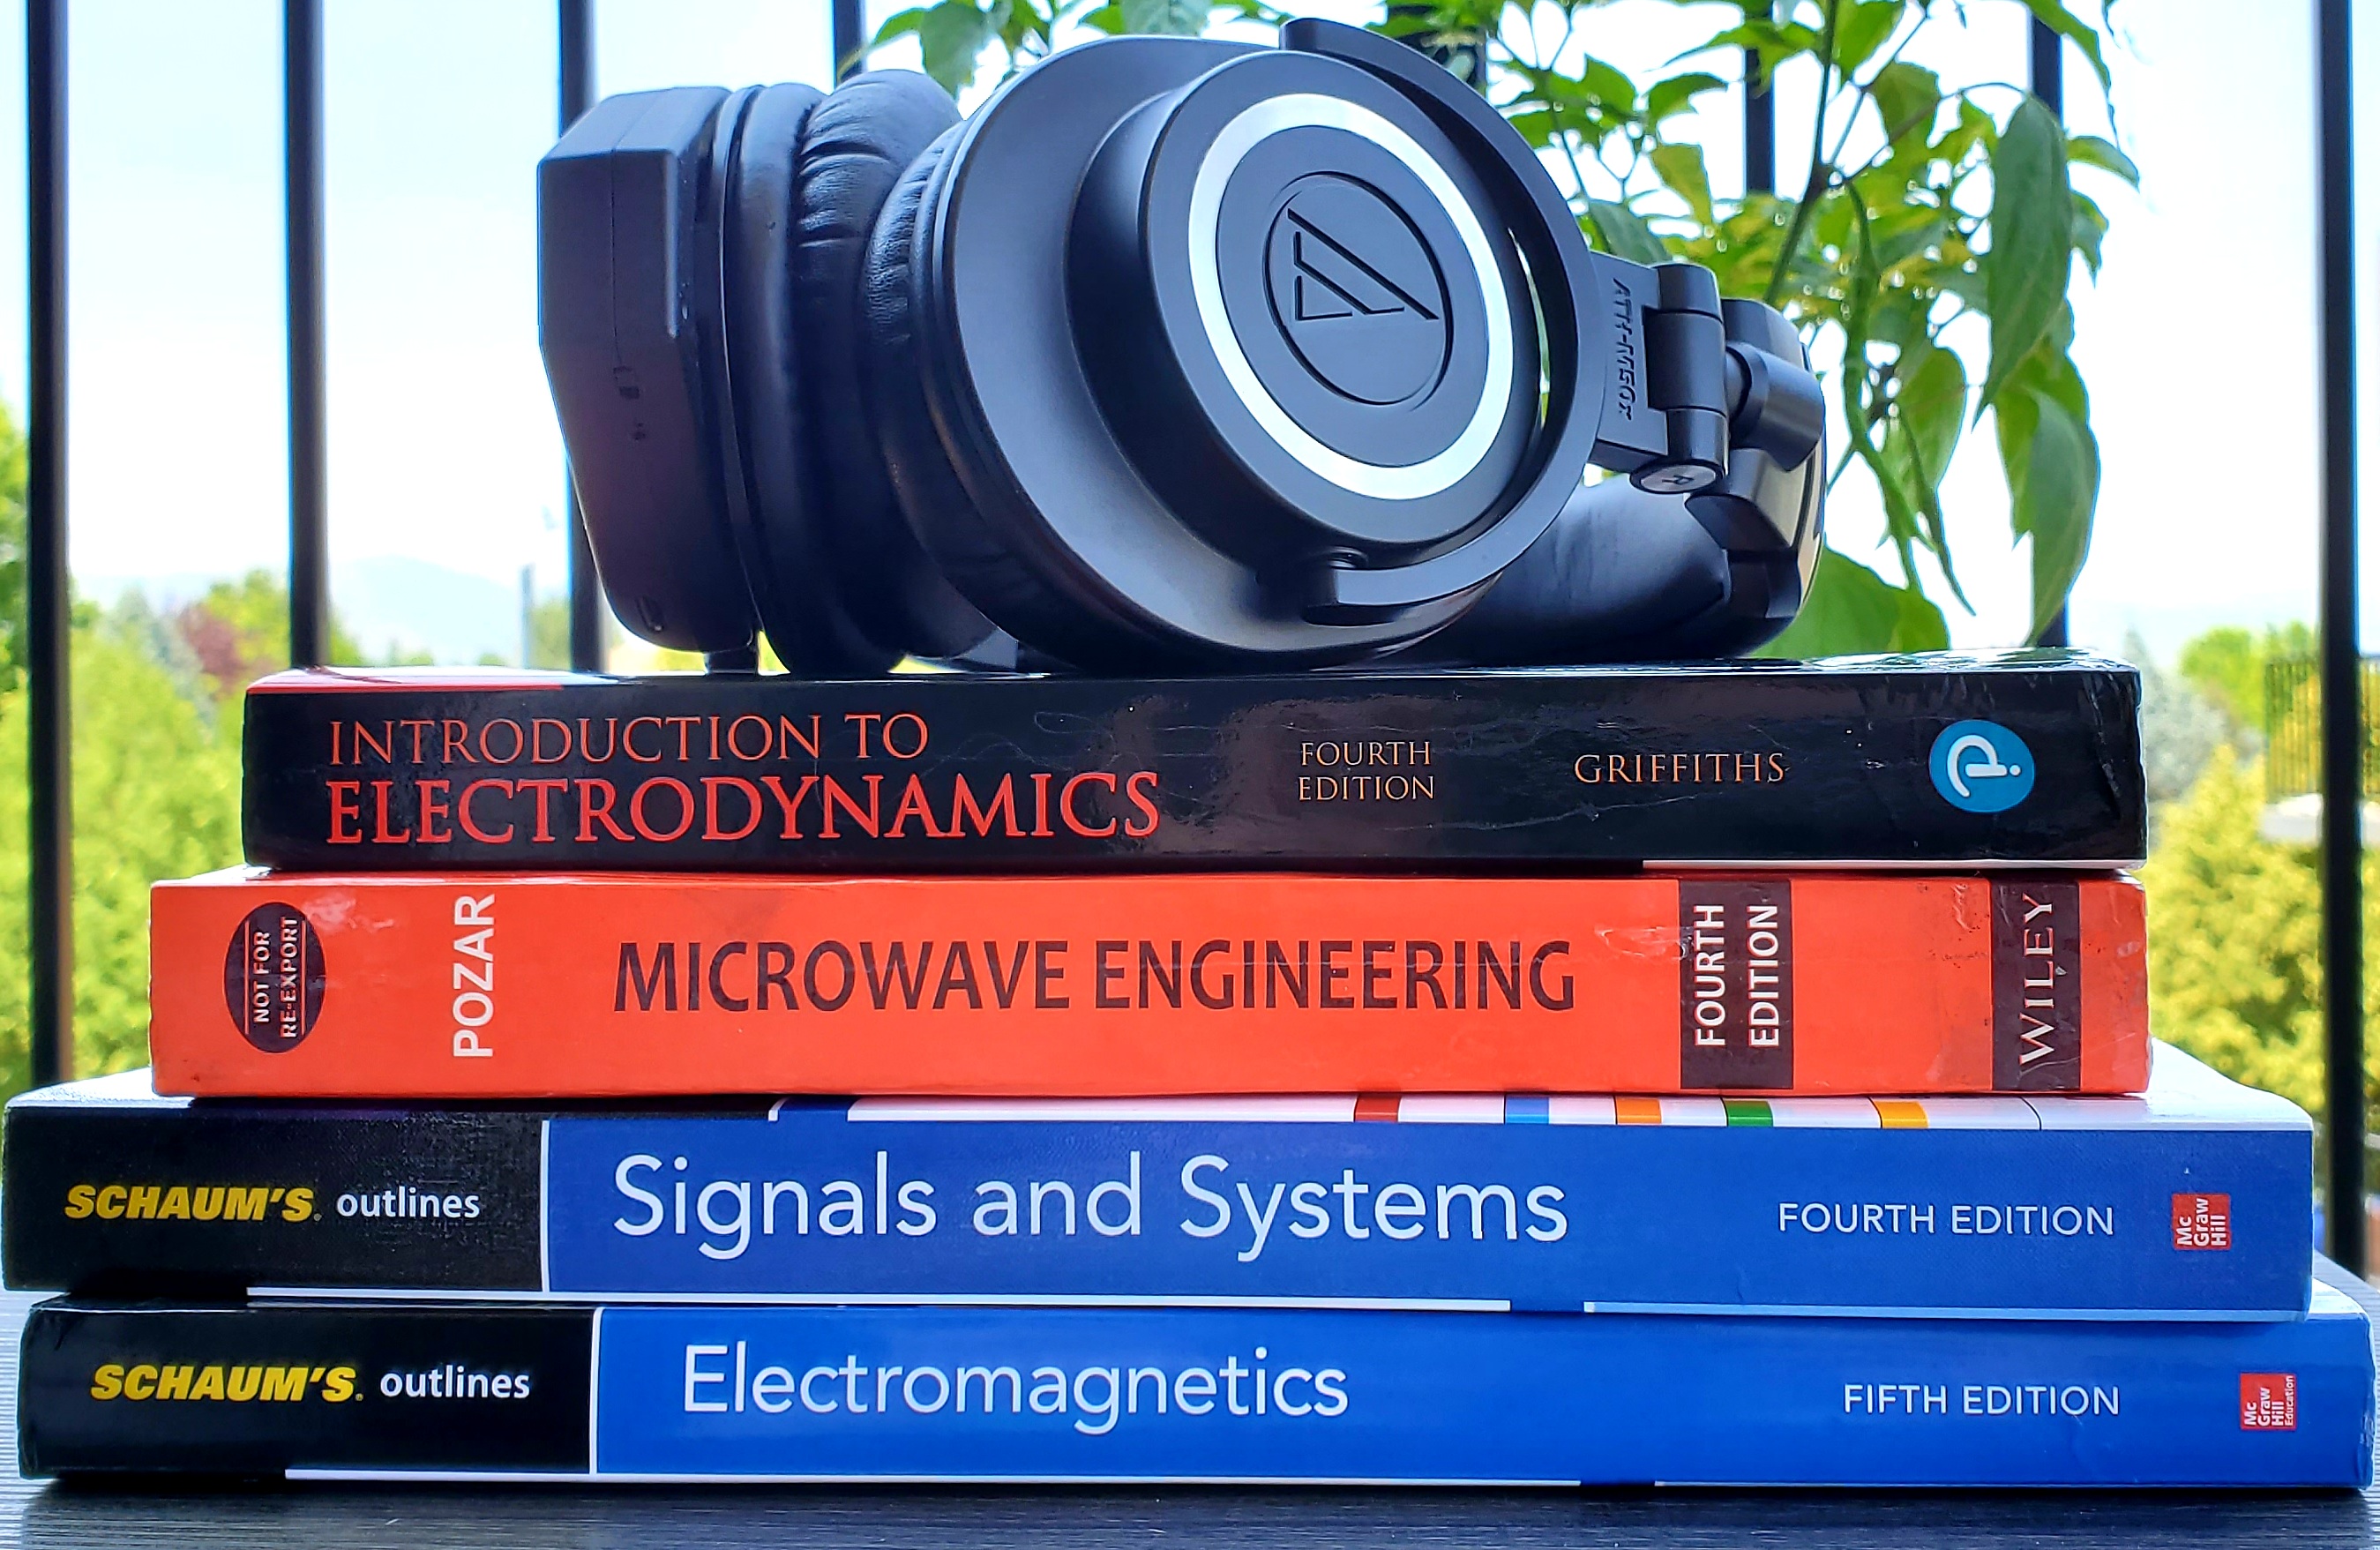 ATH-M50x
R
INTRODUCTION TO
ELECTRODYNAMICS
FOURTH
EDITION
GRIFFITHS
NOT FOR
RE-EXPORT
POZAR
MICROWAVE ENGINEERING
FOURTH
EDITION
WILEY
SCHAUM'S outlines
Signals and Systems
FOURTH EDITION
Mc
Graw
Hill
SCHAUM'S outlines
Electromagnetics
FIFTH EDITION
Mc
Graw
Hill
Education